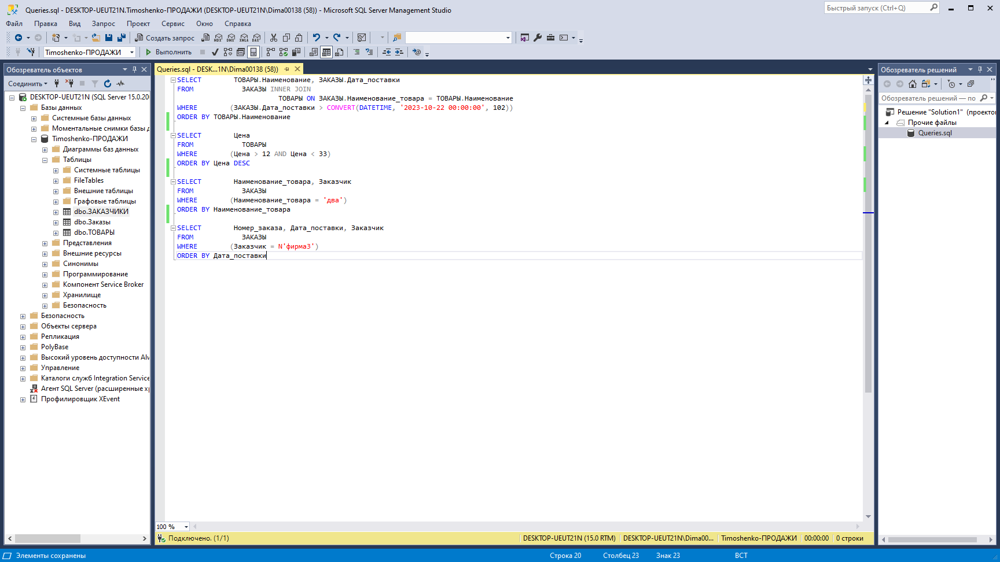 Queries.sql - DESKTOP-UEUT21N.Timoshenko-ПРОДАЖИ (DESKTOP-UEUT21N\Dima00138 (58)) - Microsoft SQL Server Management Studio
Быстрый запуск (Ctrl+Q)
Файл Правка Вид Запрос Проект Сервис Окно Справка
Создать запрос MDX DMX XMLA DAX
Timoshenko-ПРОДАЖИ Выполнить
Обозреватель объектов
Соединить
DESKTOP-UEUT21N (SQL Server 15.0.20
Базы данных
Системные базы данных
Моментальные снимки базы д
Timoshenko-ПРОДАЖИ
Диаграммы баз данных
Таблицы
Системные таблицы
FileTables
Внешние таблицы
Графовые таблицы
dbo.ЗАКАЗЧИКИ
dbo.Заказы
dbo.ТОВАРЫ
Представления
Внешние ресурсы
Синонимы
Программирование
Компонент Service Broker
Хранилище
Безопасность
Безопасность
Объекты сервера
Репликация
PolyBase
Высокий уровень доступности Alw
Управление
Каталоги служб Integration Service
Агент SQL Server (расширенные хр
Профилировщик XEvent
Queries.sql - DESK...1N\Dima00138 (58))
SELECT ТОВАРЫ.Наименование, ЗАКАЗЫ.Дата_поставки
FROM ЗАКАЗЫ INNER JOIN
ТОВАРЫ ON ЗАКАЗЫ.Наименование_товара = ТОВАРЫ.Наименование
WHERE (ЗАКАЗЫ.Дата_поставки > CONVERT(DATETIME, '2023-10-22 00:00:00', 102))
ORDER BY ТОВАРЫ.Наименование
SELECT Цена
FROM ТОВАРЫ
WHERE (Цена > 12 AND Цена < 33)
ORDER BY Цена DESC
SELECT Наименование_товара, Заказчик
FROM ЗАКАЗЫ
WHERE (Наименование_товара = 'два')
ORDER BY Наименование_товара
SELECT Номер_заказа, Дата_поставки, Заказчик
FROM ЗАКАЗЫ
WHERE (Заказчик = N'фирма3')
ORDER BY Дата_поставки
100 %
Подключено. (1/1)
DESKTOP-UEUT21N (15.0 RTM) DESKTOP-UEUT21N\Dima00... Timoshenko-ПРОДАЖИ 00:00:00 0 строки
Обозреватель решений
Обозреватель решений — по
Решение "Solution1" (проектов
Прочие файлы
Queries.sql
Элементы сохранены
Строка 20 Столбец 23 Знак 23 ВСТ